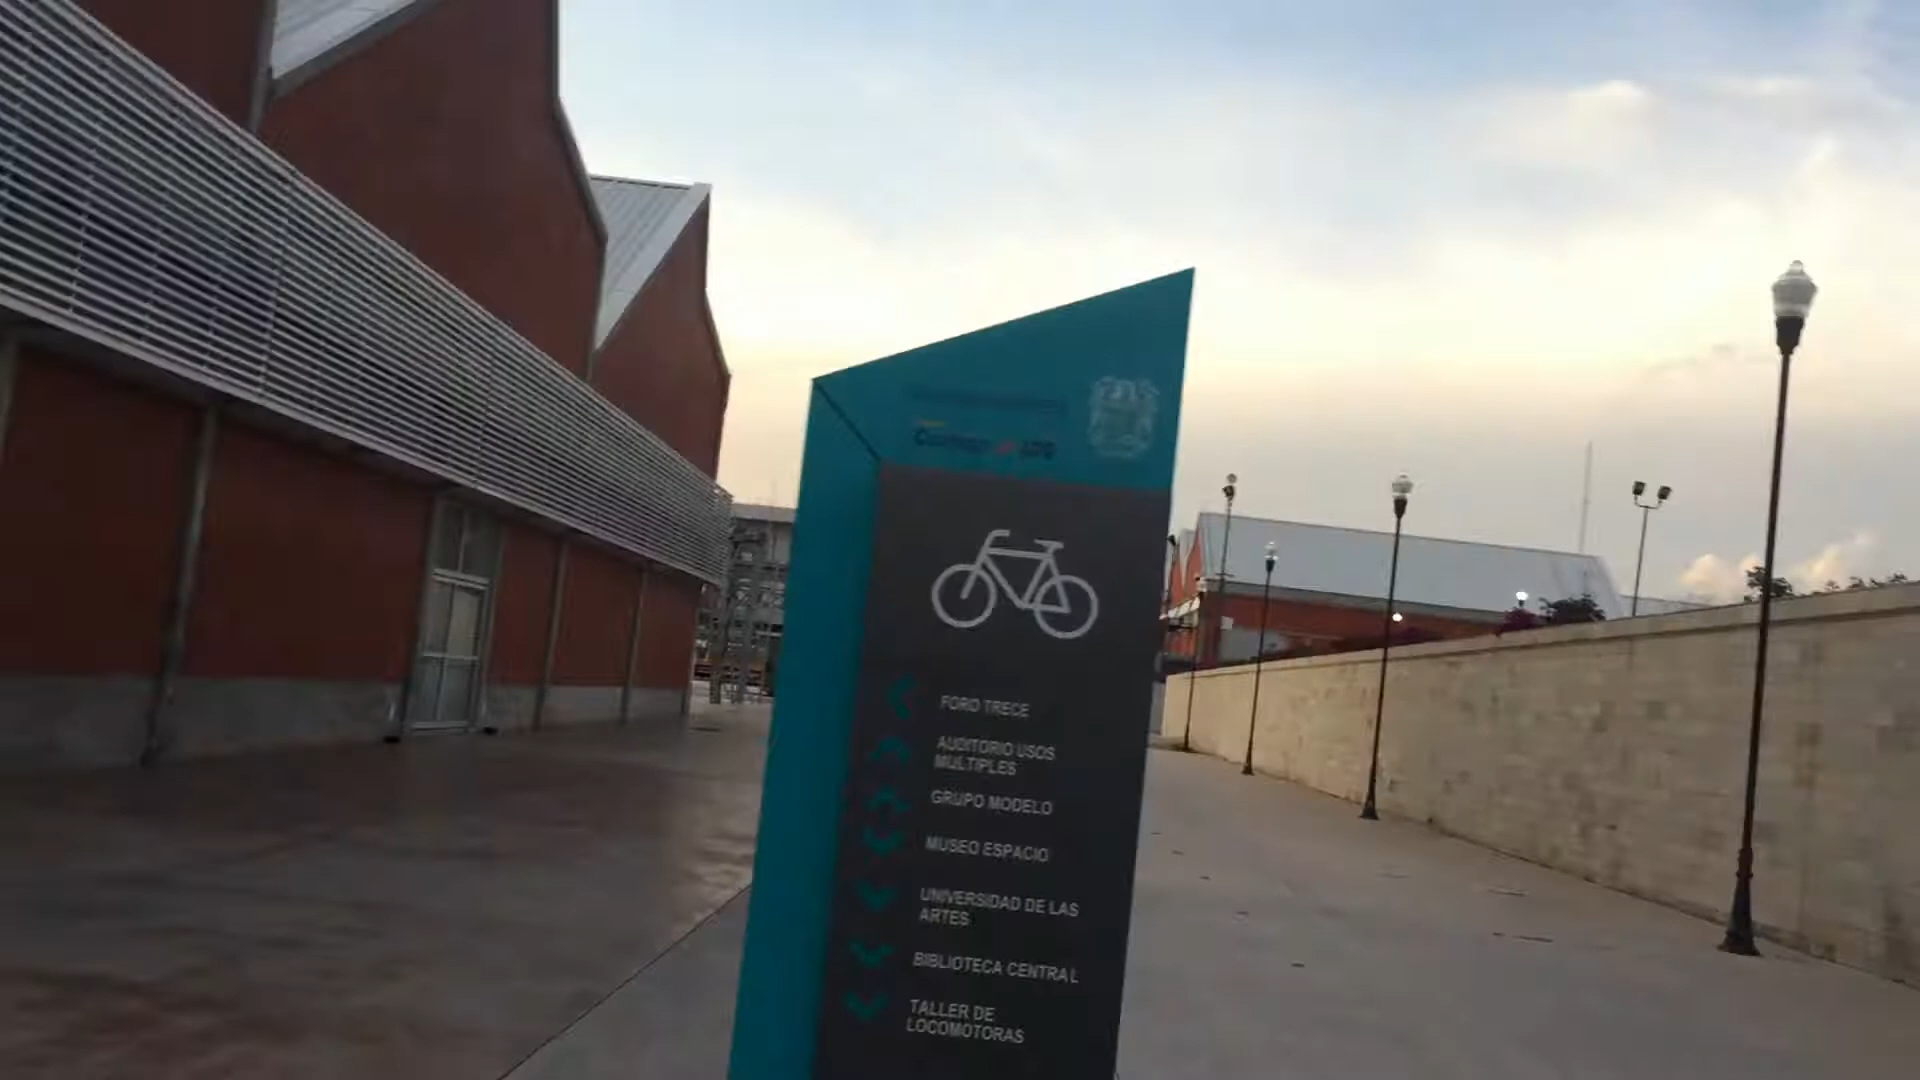 FORO TRECE
AUDITORIO USOS
MULTIPLES
GRUPO MODELO
MUSEO ESPACIO
UNIVERSIDAD DE LAS
ARTES
BIBLIOTECA CENTRAL
TALLER DE
LOCOMOTORAS